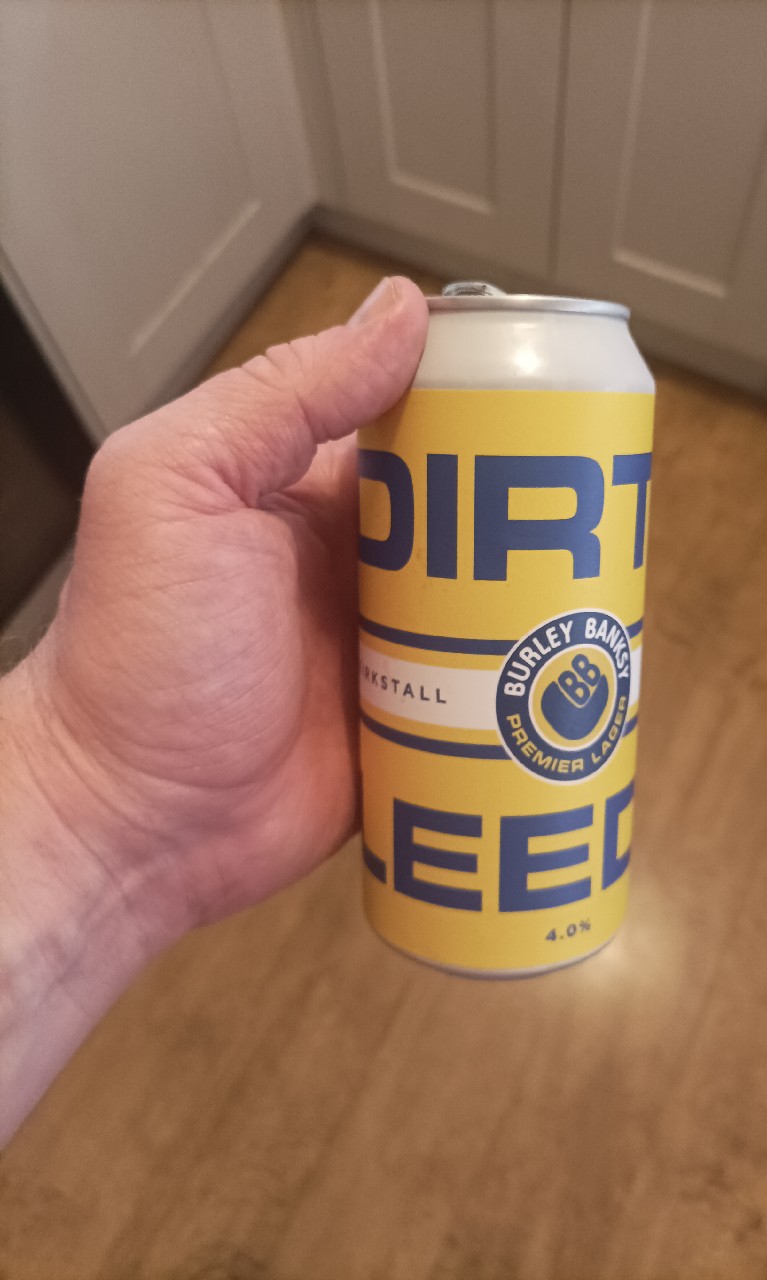 DIRT
BURLEY BANKSY
BB
RKSTALL
PREMIER LAGER
LEED
4.0%